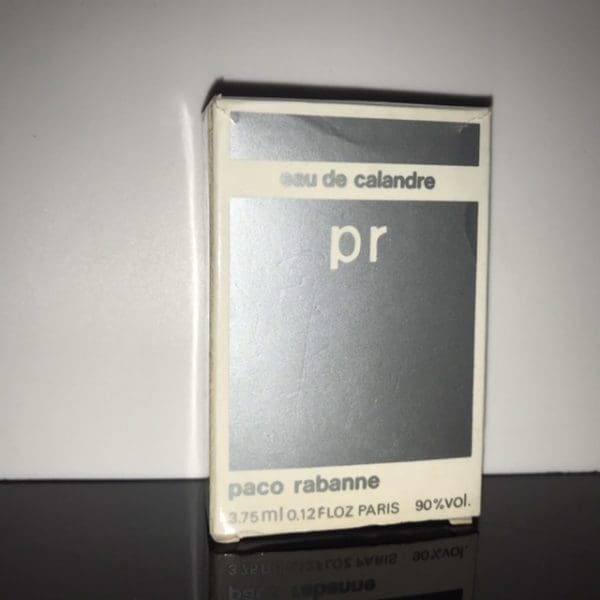 eau de calandre
pr
paco rabanne
3.75 ml 0.12 FLOZ PARIS 90%vol.